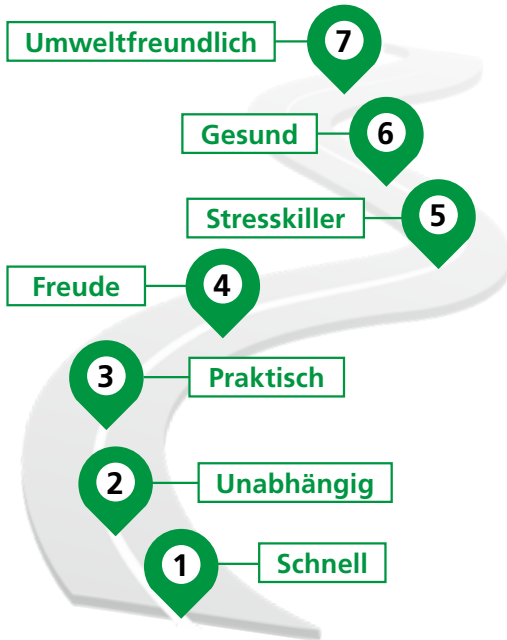 Umweltfreundlich 7
Gesund 6
Stresskiller 5
Freude 4
3 Praktisch
2 Unabhängig
1 Schnell